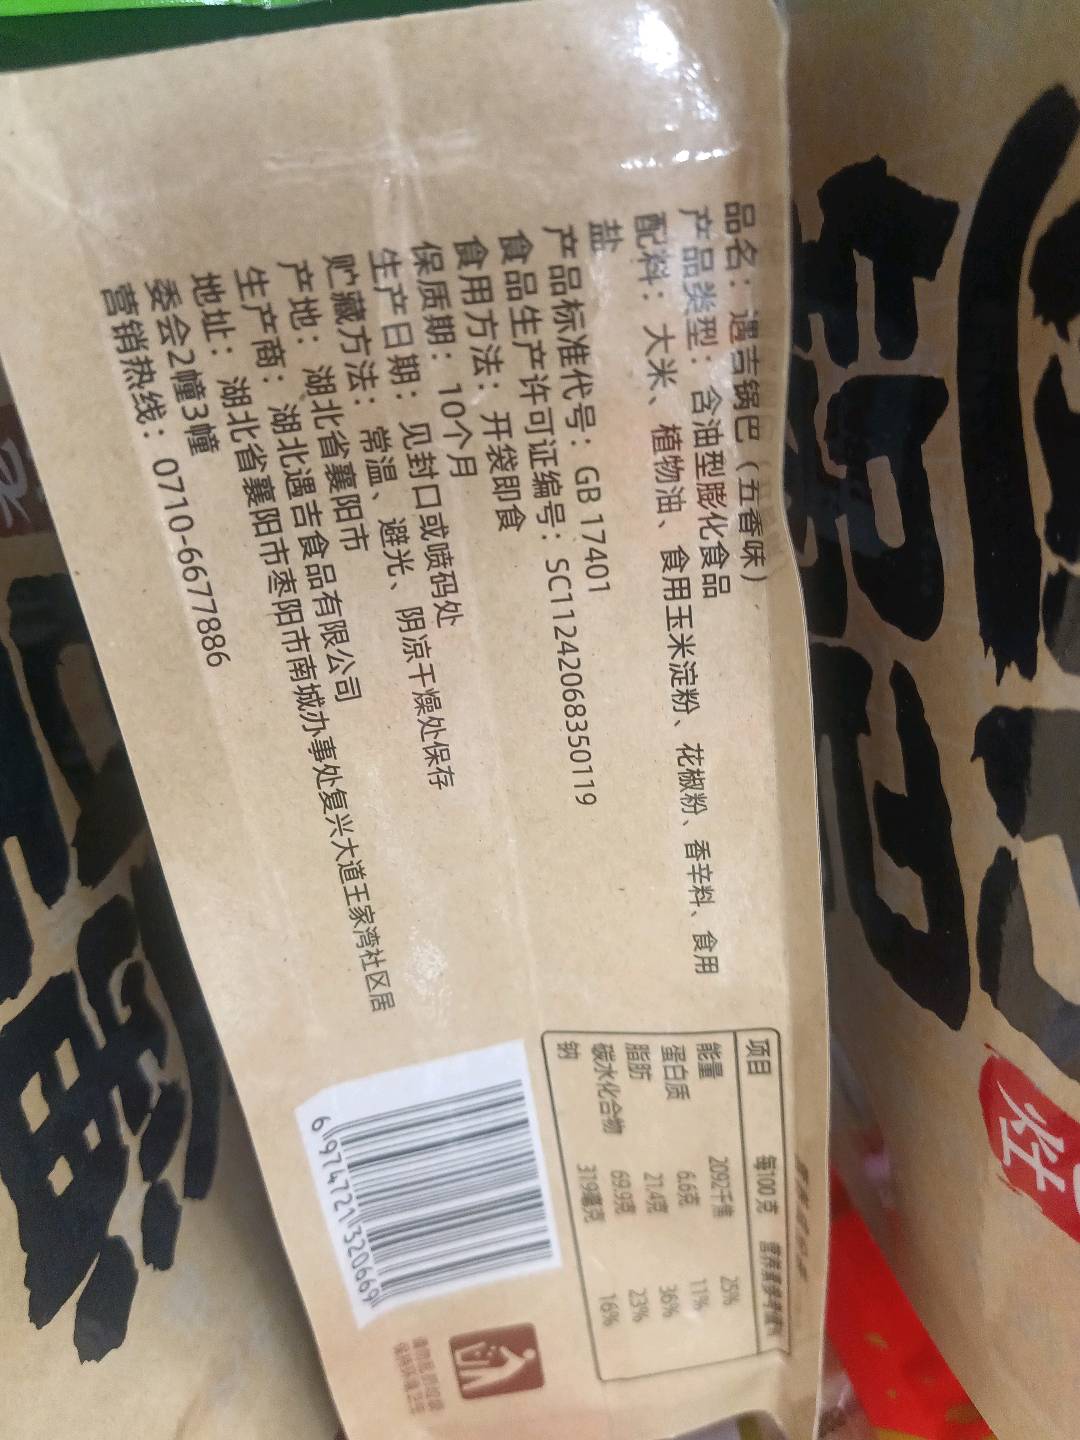 品名：遇吉锅巴（五香味）
产品类型：含油型膨化食品
配料：大米、植物油、食用玉米淀粉、花椒粉、香辛料、食用
盐
产品标准代号：GB 17401
食品生产许可证编号：SC11242068350119
食用方法：开袋即食
保质期：10个月
生产日期：见封口或喷码处
贮藏方法：常温、避光、阴凉干燥处保存
产地：湖北省襄阳市
生产商：湖北遇吉食品有限公司
地址：湖北省襄阳市枣阳市南城办事处复兴大道王家湾社区居
委会2幢3幢
营销热线：0710-6677886
项目 每100克 营养素参考值%
能量 2092千焦 25%
蛋白质 6.6克 11%
脂肪 21.4克 36%
碳水化合物 69.9克 23%
钠 319毫克 16%
6974721320669
锅巴